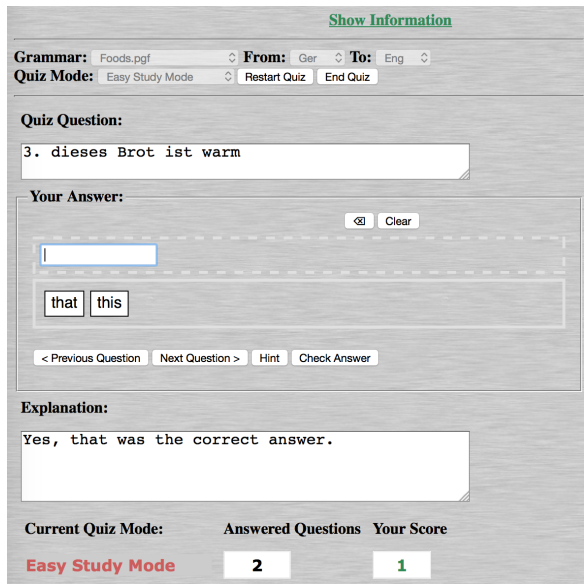 Show Information
Grammar: Foods.pgf From: Ger To: Eng
Quiz Mode: Easy Study Mode Restart Quiz End Quiz
Quiz Question:
3. dieses Brot ist warm
Your Answer:
Clear
that this
< Previous Question Next Question > Hint Check Answer
Explanation:
Yes, that was the correct answer.
Current Quiz Mode: Answered Questions Your Score
Easy Study Mode 2 1